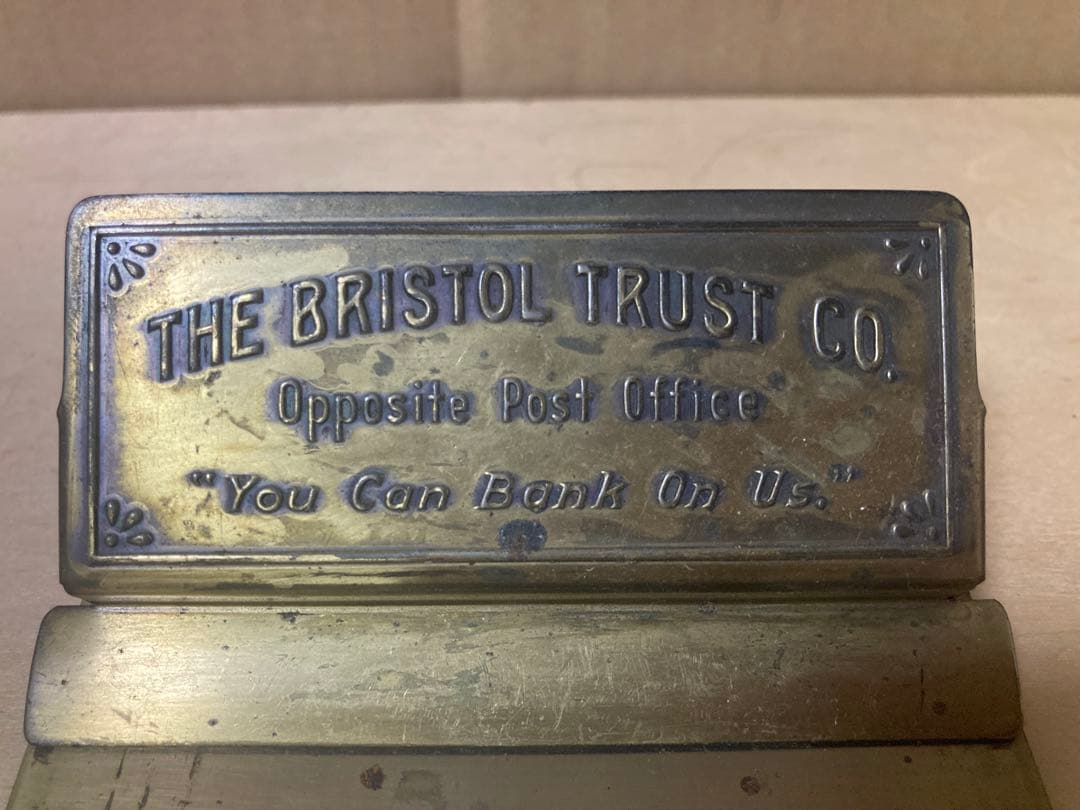 THE BRISTOL TRUST CO.
Opposite Post Office
"You Can Bank On Us."